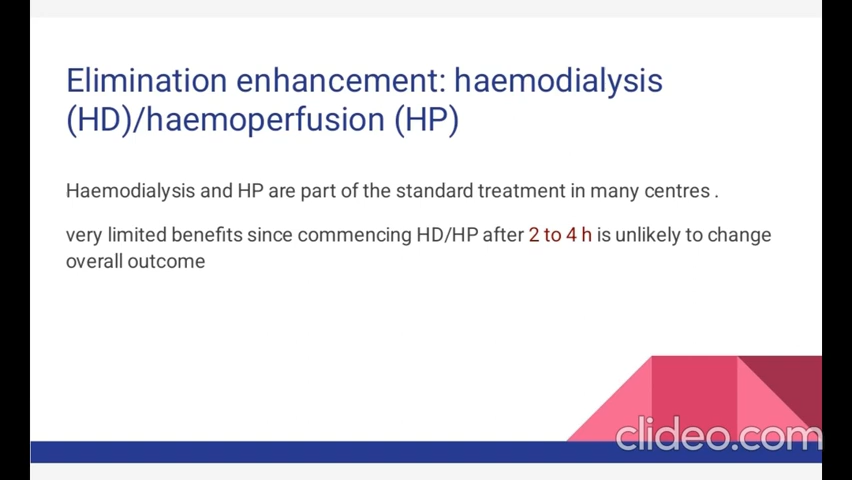 Elimination enhancement: haemodialysis
(HD)/haemoperfusion (HP)
Haemodialysis and HP are part of the standard treatment in many centres .
very limited benefits since commencing HD/HP after 2 to 4 h is unlikely to change
overall outcome
clideo.com